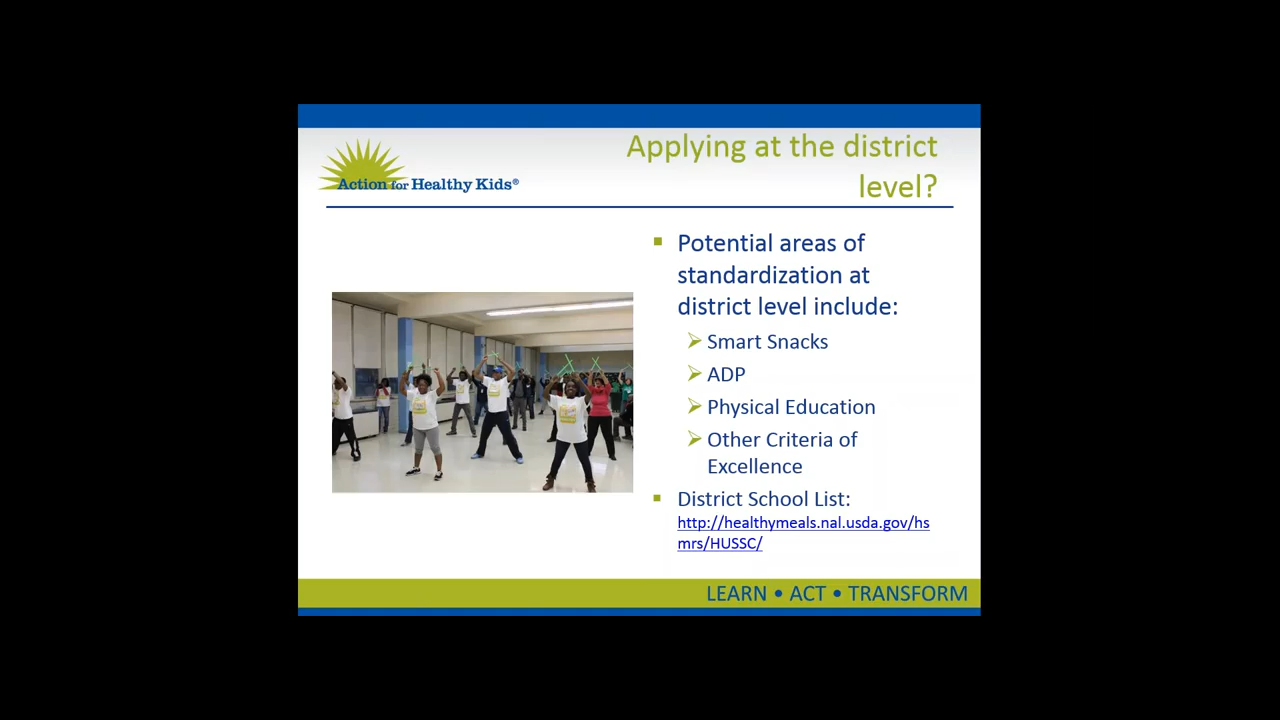 Applying at the district
level?
Action for Healthy Kids®
Potential areas of
standardization at
district level include:
Smart Snacks
ADP
Physical Education
Other Criteria of
Excellence
District School List:
http://healthymeals.nal.usda.gov/hs
mrs/HUSSC/
LEARN • ACT • TRANSFORM